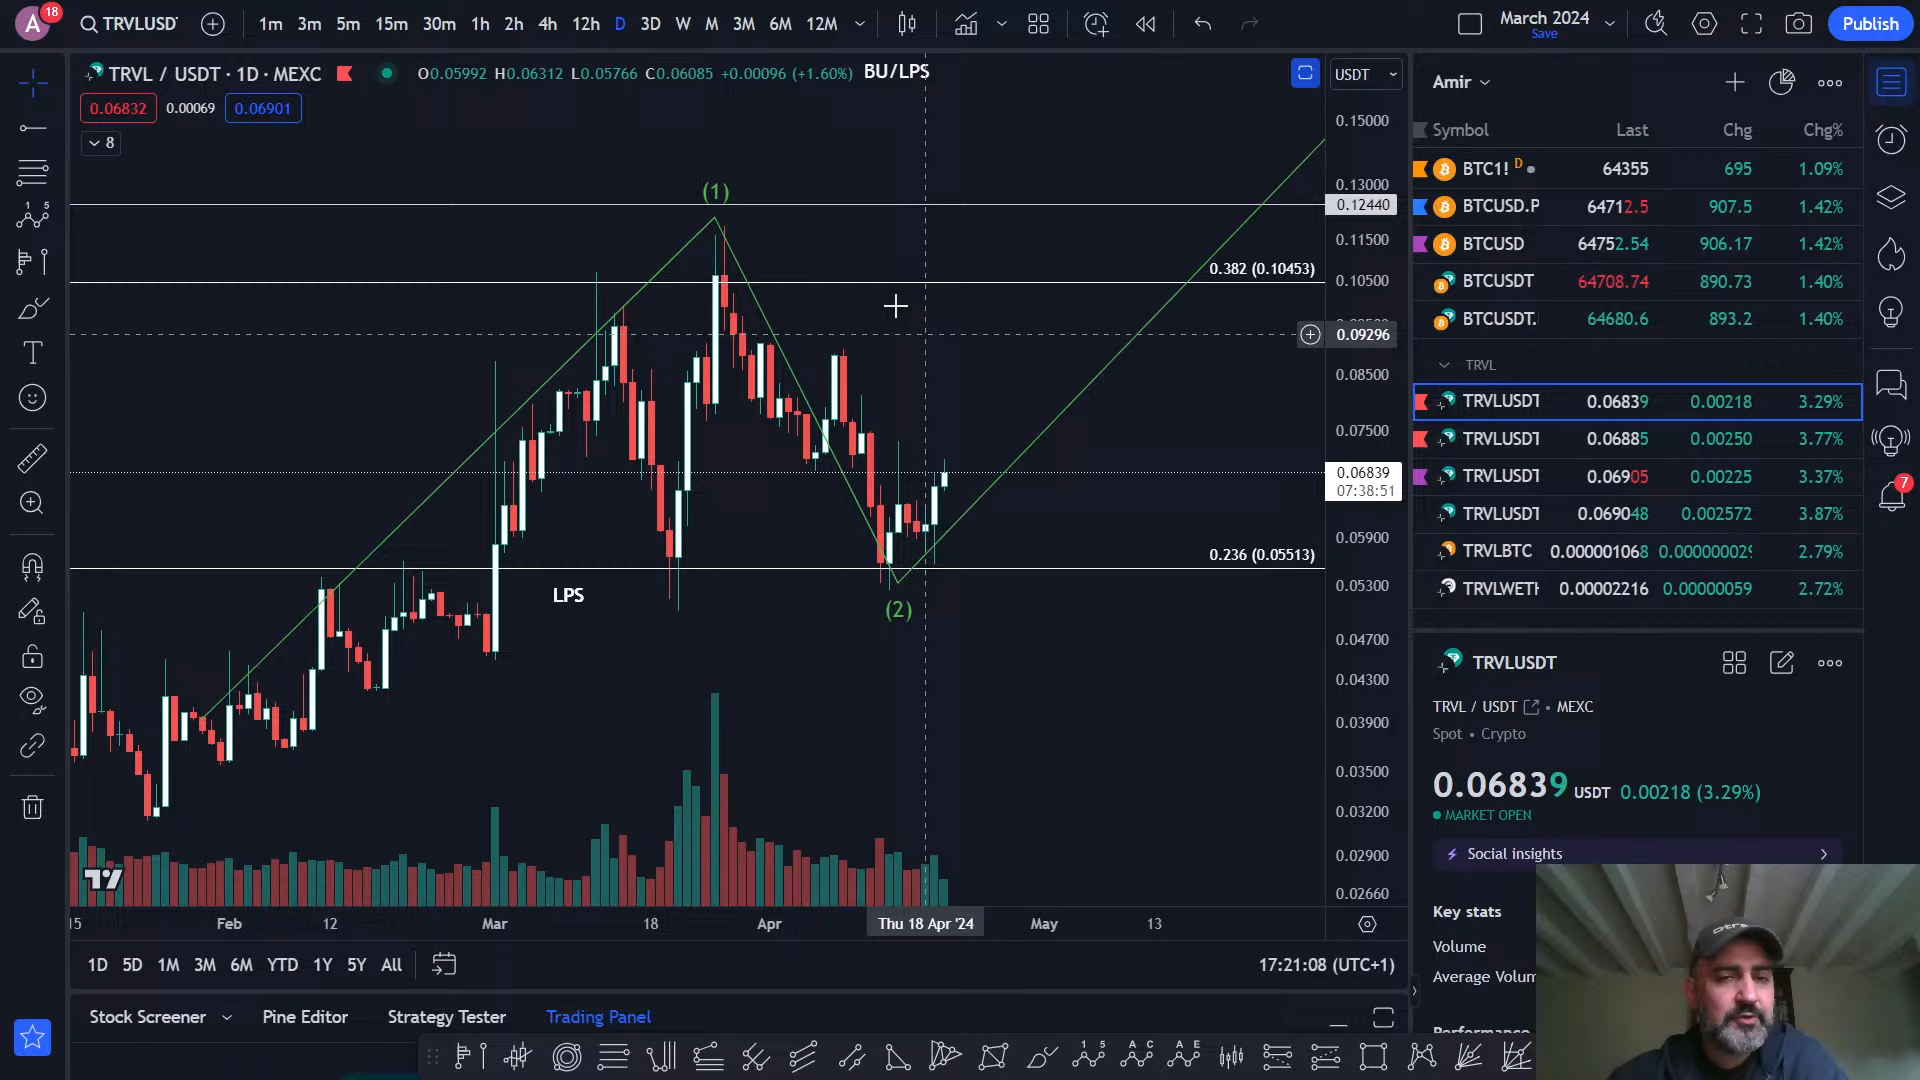 A
18
TRVLUSDT
1m 3m 5m 15m 30m 1h 2h 4h 12h D 3D W M 3M 6M 12M
March 2024
Save
Publish
TRVL / USDT · 1D · MEXC
O0.05992 H0.06312 L0.05766 C0.06085 +0.00096 (+1.60%)
BU/LPS
0.06832
0.00069
0.06901
8
USDT
0.15000
0.13000
0.12440
0.11500
0.10500
0.09296
0.08500
0.07500
0.06839
07:38:51
0.05900
0.05300
0.04700
0.04300
0.03900
0.03500
0.03200
0.02900
0.02660
(1)
0.382 (0.10453)
0.236 (0.05513)
LPS
(2)
15 Feb 12 Mar 18 Apr Thu 18 Apr '24 May 13
1D 5D 1M 3M 6M YTD 1Y 5Y All
17:21:08 (UTC+1)
Stock Screener
Pine Editor
Strategy Tester
Trading Panel
Amir
Symbol Last Chg Chg%
BTC1! D 64355 695 1.09%
BTCUSD.P 64712.5 907.5 1.42%
BTCUSD 64752.54 906.17 1.42%
BTCUSDT 64708.74 890.73 1.40%
BTCUSDT. 64680.6 893.2 1.40%
TRVL
TRVLUSDT 0.06839 0.00218 3.29%
TRVLUSDT 0.06885 0.00250 3.77%
TRVLUSDT 0.06905 0.00225 3.37%
TRVLUSDT 0.069048 0.002572 3.87%
TRVLBTC 0.000001068 2.79%
TRVLWETH 0.00002216 0.00000059 2.72%
7
TRVLUSDT
TRVL / USDT • MEXC
Spot • Crypto
0.06839 USDT 0.00218 (3.29%)
MARKET OPEN
Social insights
Key stats
Volume
Average Volum
1 5
A C
A E